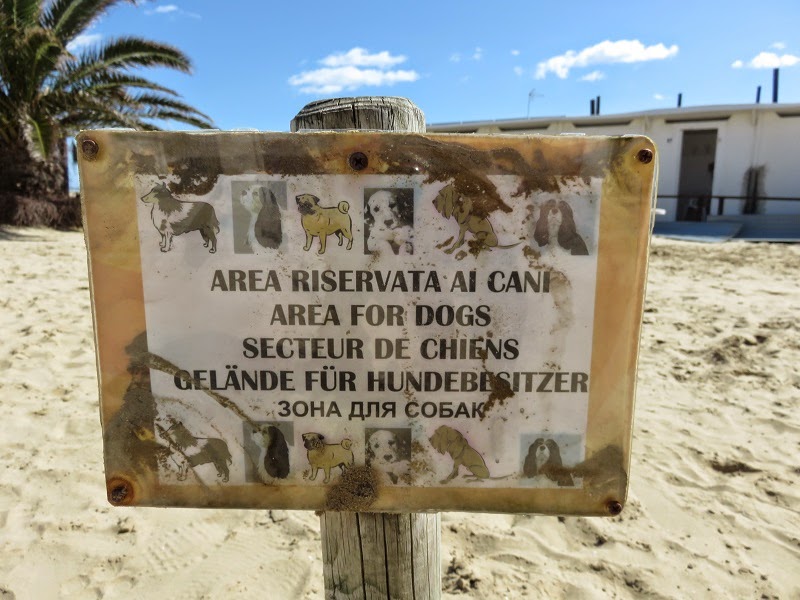 AREA RISERVATA AI CANI
AREA FOR DOGS
SECTEUR DE CHIENS
GELÄNDE FÜR HUNDEBESITZER
ЗОНА ДЛЯ СОБАК